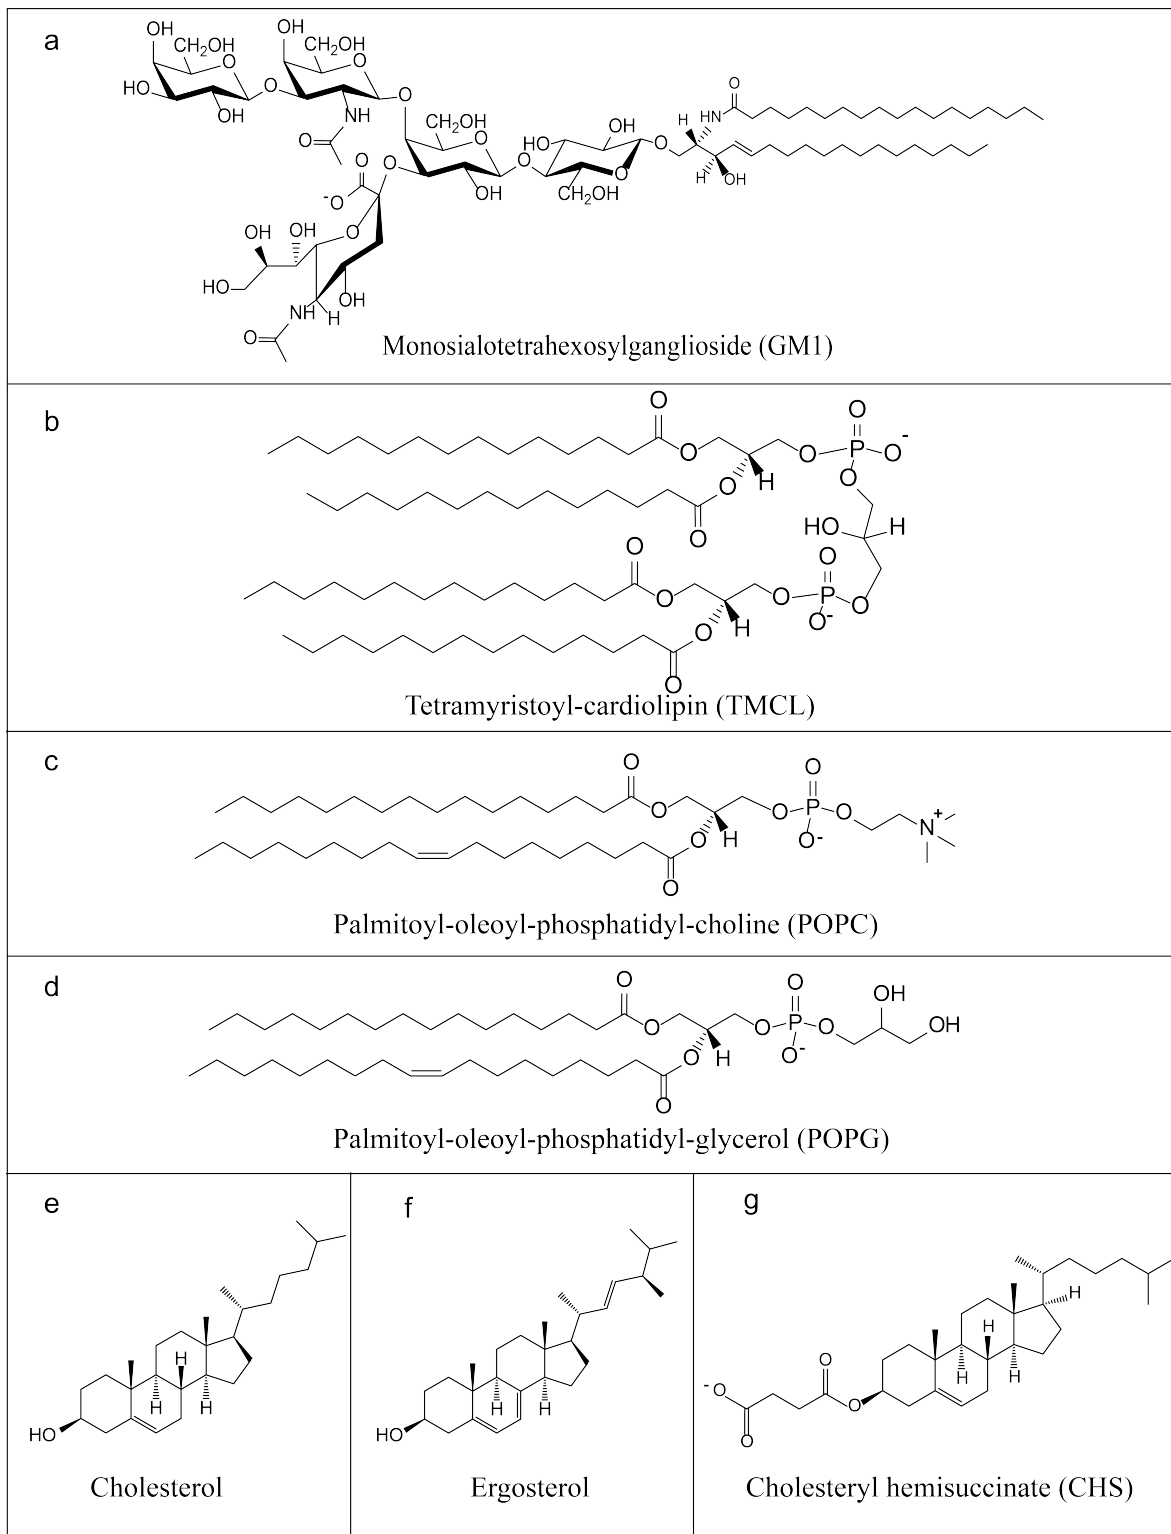 a
OH
CH2OH
O
HO
OH
O
OH
CH2OH
O
NH
O
O
O
-O
O
CH2OH
O
OH
O
HO
OH
CH2OH
O
O
H
HN
O
H
OH
OH
OH
O
HO
OH
NH
H
O
Monosialotetrahexosylganglioside (GM1)
b
O
O
O
H
O
O
O
P
O-
O
HO
H
O
O
O
H
O
O
O
P
O-
O
Tetramyristoyl-cardiolipin (TMCL)
c
O
O
O
H
O
O
O
P
O-
O
N+
Palmitoyl-oleoyl-phosphatidyl-choline (POPC)
d
O
O
O
H
O
O
O
P
O-
O
OH
OH
Palmitoyl-oleoyl-phosphatidyl-glycerol (POPG)
e
H
H
H
HO
Cholesterol
f
H
H
HO
Ergosterol
g
H
H
H
H
-O
O
O
O
Cholesteryl hemisuccinate (CHS)